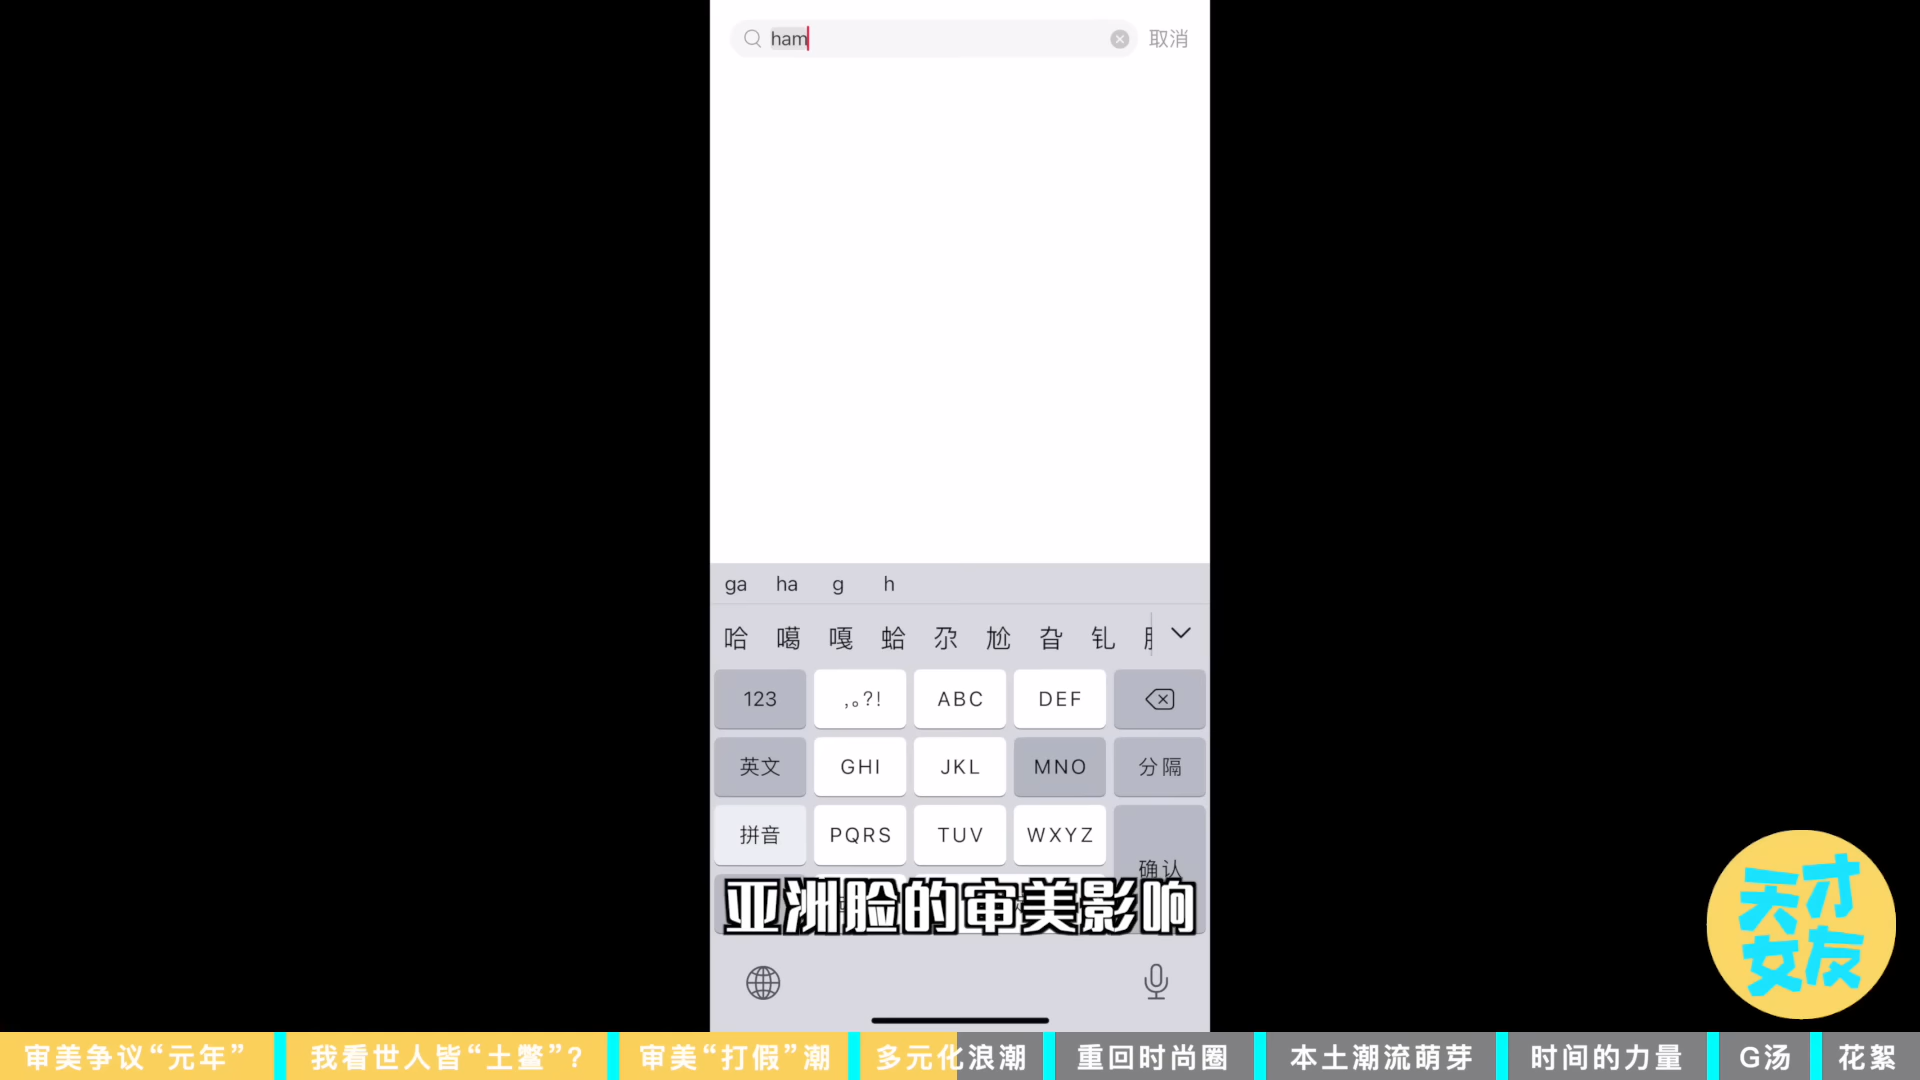 ham
取消
ga ha g h
哈 噶 嘎 蛤 尕 尬 旮 钆
123 ,。?! ABC DEF
英文 GHI JKL MNO 分隔
拼音 PQRS TUV WXYZ
确认
亚洲脸的审美影响
天才
女友
审美争议“元年” 我看世人皆“土鳖”? 审美“打假”潮 多元化浪潮 重回时尚圈 本土潮流萌芽 时间的力量 G汤 花絮